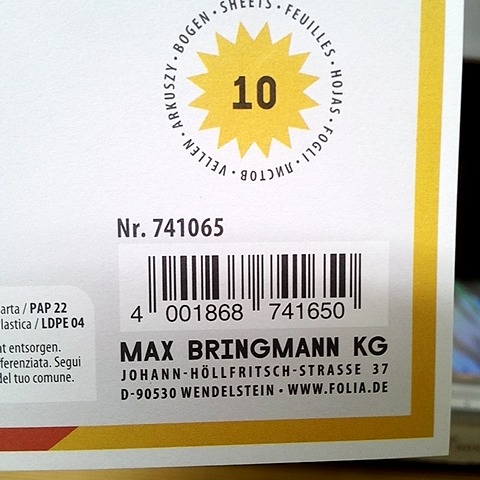 BOGEN • SHEETS • FEUILLES • HOJAS • FOGLI • ЛИСТОВ • VELLEN • ARKUSZY •
10
Nr. 741065
4 001868 741650
arta / PAP 22
lastica / LDPE 04
nt entsorgen.
ferenziata. Segui
del tuo comune.
MAX BRINGMANN KG
JOHANN-HÖLLFRITSCH-STRASSE 37
D-90530 WENDELSTEIN • WWW.FOLIA.DE